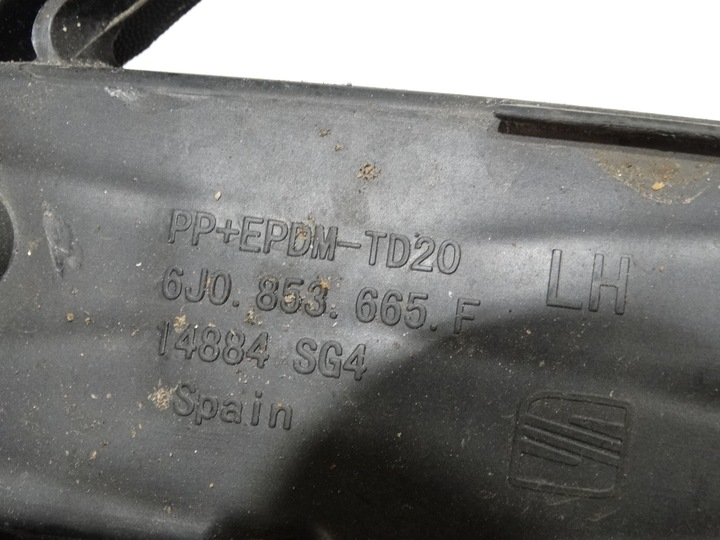 PP+EPDM-TD20
6J0.853.665.F
14884 SG4
Spain
LH